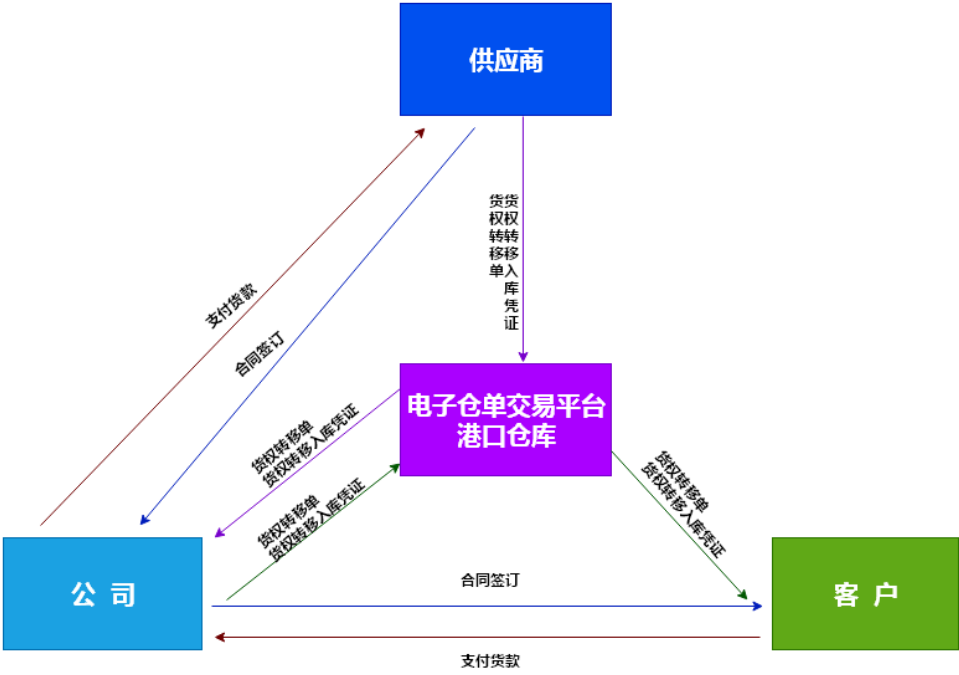 供应商
货权转移单
货权转移入库凭证
支付货款
合同签订
电子仓单交易平台
港口仓库
货权转移单
货权转移入库凭证
货权转移单
货权转移入库凭证
货权转移单
货权转移入库凭证
公 司
合同签订
客 户
支付货款